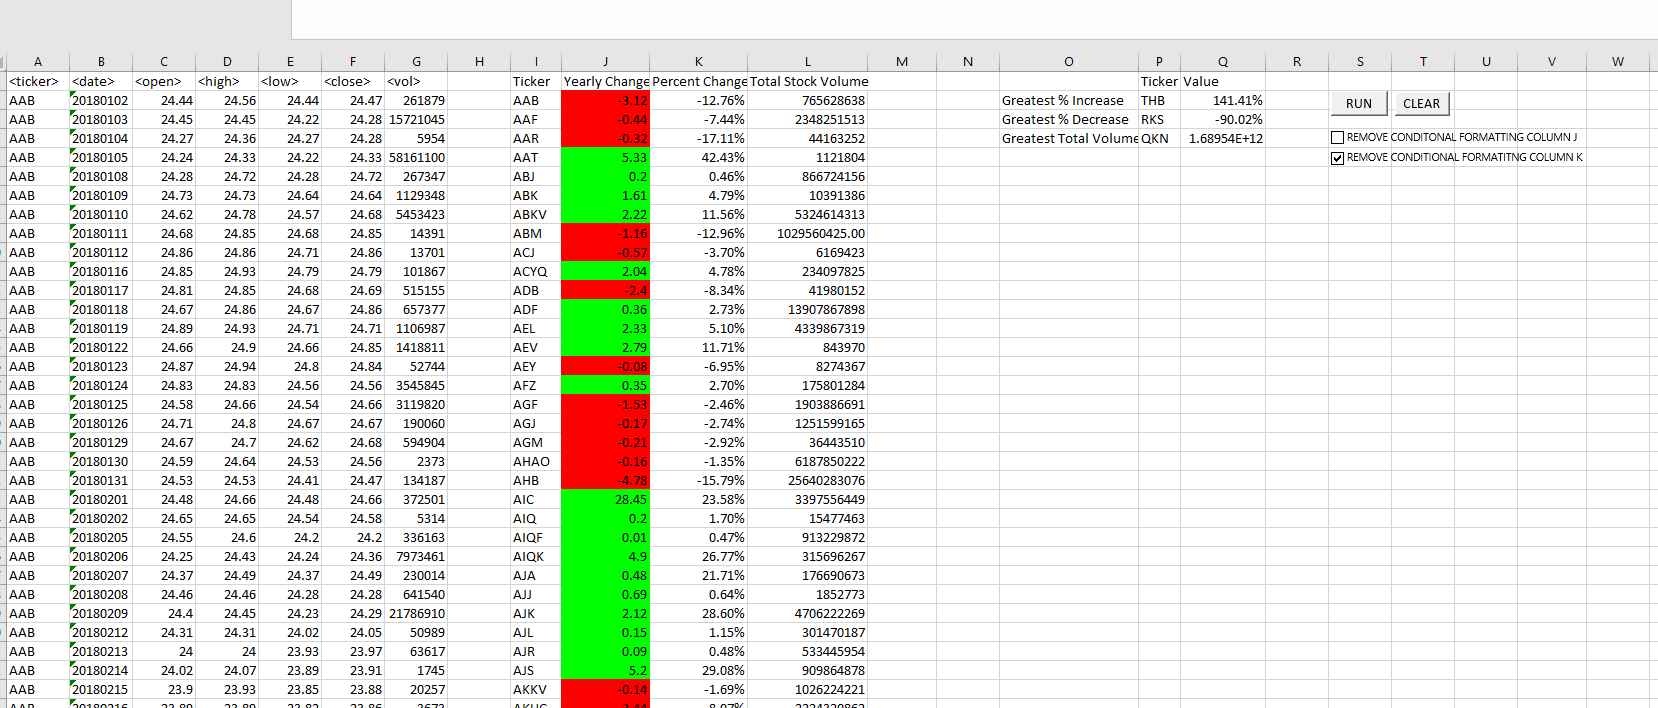 A B C D E F G H I J K L M N O P Q R S T U V W
<ticker> <date> <open> <high> <low> <close> <vol> Ticker Yearly Change Percent Change Total Stock Volume Ticker Value
AAB 20180102 24.44 24.56 24.44 24.47 261879 AAB -3.12 -12.76% 765628638 Greatest % Increase THB 141.41% RUN CLEAR
AAB 20180103 24.45 24.45 24.22 24.28 15721045 AAF -0.44 -7.44% 2348251513 Greatest % Decrease RKS -90.02%
AAB 20180104 24.27 24.36 24.27 24.28 5954 AAR -0.32 -17.11% 44163252 Greatest Total Volume QKN 1.68954E+12 REMOVE CONDITONAL FORMATTING COLUMN J
AAB 20180105 24.24 24.33 24.22 24.33 58161100 AAT 5.33 42.43% 1121804 REMOVE CONDITIONAL FORMATITNG COLUMN K
AAB 20180108 24.28 24.72 24.28 24.72 267347 ABJ 0.2 0.46% 866724156
AAB 20180109 24.73 24.73 24.64 24.64 1129348 ABK 1.61 4.79% 10391386
AAB 20180110 24.62 24.78 24.57 24.68 5453423 ABKV 2.22 11.56% 5324614313
AAB 20180111 24.68 24.85 24.68 24.85 14391 ABM -1.16 -12.96% 1029560425.00
AAB 20180112 24.86 24.86 24.71 24.86 13701 ACJ -0.57 -3.70% 6169423
AAB 20180116 24.85 24.93 24.79 24.79 101867 ACYQ 2.04 4.78% 234097825
AAB 20180117 24.81 24.85 24.68 24.69 515155 ADB -2.4 -8.34% 41980152
AAB 20180118 24.67 24.86 24.67 24.86 657377 ADF 0.36 2.73% 13907867898
AAB 20180119 24.89 24.93 24.71 24.71 1106987 AEL 2.33 5.10% 4339867319
AAB 20180122 24.66 24.9 24.66 24.85 1418811 AEV 2.79 11.71% 843970
AAB 20180123 24.87 24.94 24.8 24.84 52744 AEY -0.08 -6.95% 8274367
AAB 20180124 24.83 24.83 24.56 24.56 3545845 AFZ 0.35 2.70% 175801284
AAB 20180125 24.58 24.66 24.54 24.66 3119820 AGF -1.53 -2.46% 1903886691
AAB 20180126 24.71 24.8 24.67 24.67 190060 AGJ -0.17 -2.74% 1251599165
AAB 20180129 24.67 24.7 24.62 24.68 594904 AGM -0.21 -2.92% 36443510
AAB 20180130 24.59 24.64 24.53 24.56 2373 AHAO -0.16 -1.35% 6187850222
AAB 20180131 24.53 24.53 24.41 24.47 134187 AHB -4.78 -15.79% 25640283076
AAB 20180201 24.48 24.66 24.48 24.66 372501 AIC 28.45 23.58% 3397556449
AAB 20180202 24.65 24.65 24.54 24.58 5314 AIQ 0.2 1.70% 15477463
AAB 20180205 24.55 24.6 24.2 24.2 336163 AIQF 0.01 0.47% 913229872
AAB 20180206 24.25 24.43 24.24 24.36 7973461 AIQK 4.9 26.77% 315696267
AAB 20180207 24.37 24.49 24.37 24.49 230014 AJA 0.48 21.71% 176690673
AAB 20180208 24.46 24.46 24.28 24.28 641540 AJJ 0.69 0.64% 1852773
AAB 20180209 24.4 24.45 24.23 24.29 21786910 AJK 2.12 28.60% 4706222269
AAB 20180212 24.31 24.31 24.02 24.05 50989 AJL 0.15 1.15% 301470187
AAB 20180213 24 24 23.93 23.97 63617 AJR 0.09 0.48% 533445954
AAB 20180214 24.02 24.07 23.89 23.91 1745 AJS 5.2 29.08% 909864878
AAB 20180215 23.9 23.93 23.85 23.88 20257 AKKV -0.14 -1.69% 1026224221